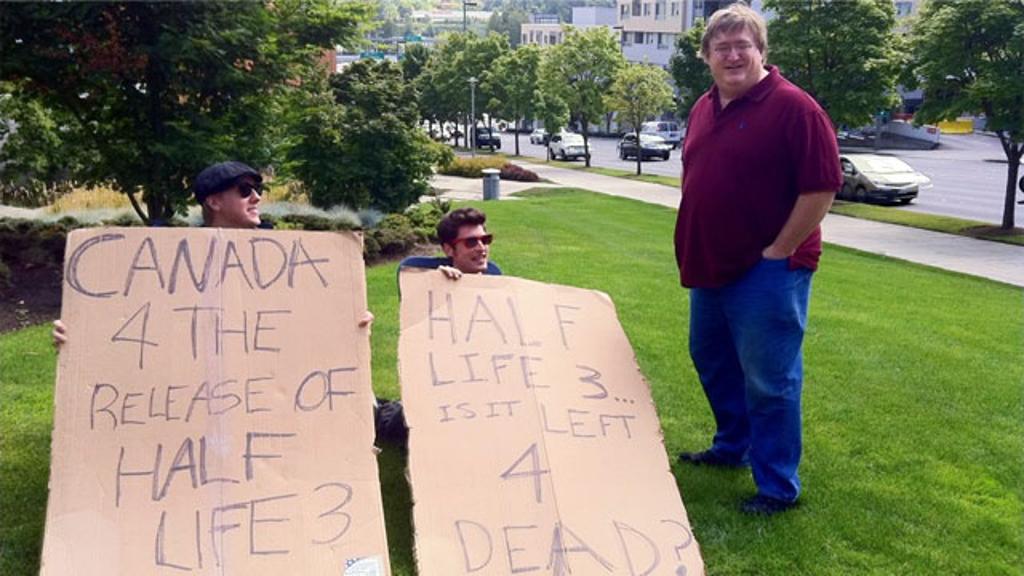 CANADA
4 THE
RELEASE OF
HALF
LIFE 3
HALF
LIFE 3...
IS IT LEFT
4
DEAD?